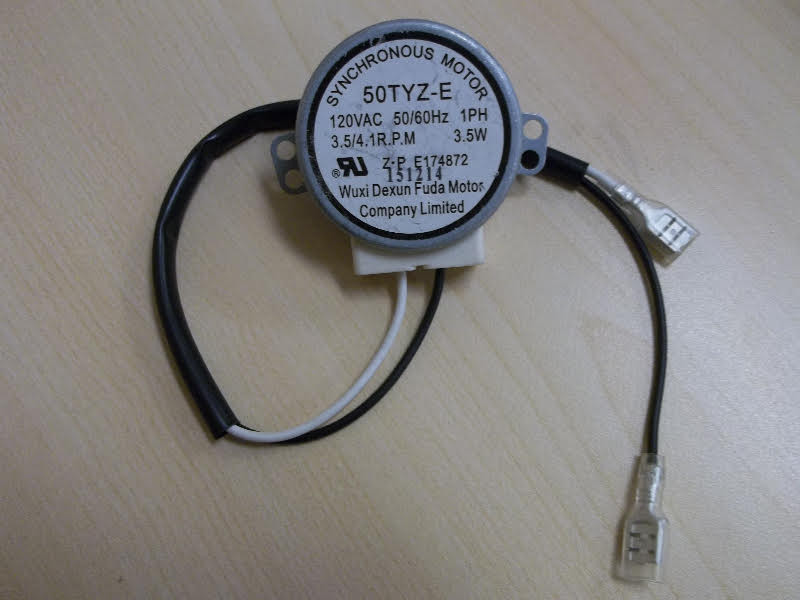 SYNCHRONOUS MOTOR
50TYZ-E
120VAC 50/60Hz 1PH
3.5/4.1R.P.M 3.5W
®RU Z·P E174872
151214
Wuxi Dexun Fuda Motor
Company Limited